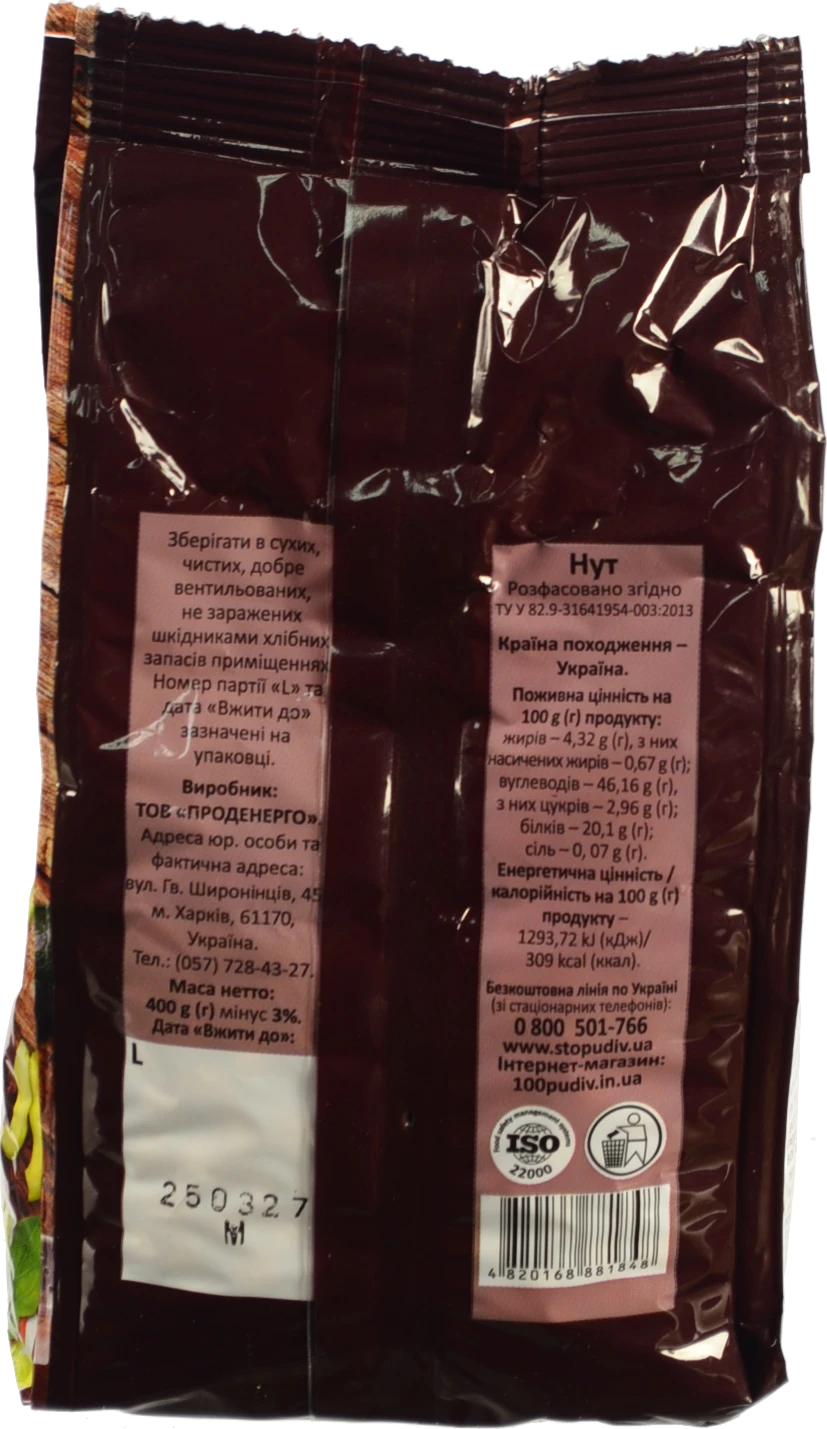 Зберігати в сухих,
чистих, добре
вентильованих,
не заражених
шкідниками хлібних
запасів приміщеннях
Номер партії «L» та
дата «Вжити до»
зазначені на
упаковці.
Виробник:
ТОВ «ПРОДЕНЕРГО».
Адреса юр. особи та
фактична адреса:
вул. Гв. Широнінців, 45
м. Харків, 61170,
Україна.
Тел.: (057) 728-43-27.
Маса нетто:
400 g (г) мінус 3%.
Дата «Вжити до»:
L
250327
М
Нут
Розфасовано згідно
ТУ У 82.9-31641954-003:2013
Країна походження –
Україна.
Поживна цінність на
100 g (г) продукту:
жирів – 4,32 g (г), з них
насичених жирів – 0,67 g (г);
вуглеводів – 46,16 g (г),
з них цукрів – 2,96 g (г);
білків – 20,1 g (г);
сіль – 0, 07 g (г).
Енергетична цінність /
калорійність на 100 g (г)
продукту –
1293,72 kJ (кДж)/
309 kcal (ккал).
Безкоштовна лінія по Україні
(зі стаціонарних телефонів):
0 800 501-766
www.stopudiv.ua
Інтернет-магазин:
100pudiv.in.ua
Food safety management systems
ISO
22000
4 820168 881848